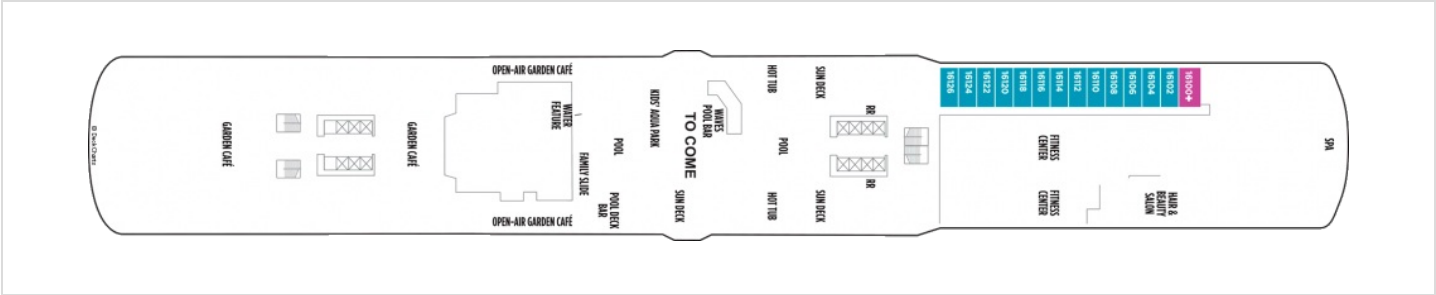 © DeckCharts
GARDEN CAFÉ
GARDEN CAFÉ
OPEN-AIR GARDEN CAFÉ
WATER
FEATURE
FAMILY SLIDE
OPEN-AIR GARDEN CAFÉ
POOL
POOL DECK
BAR
KIDS' AQUA PARK
SUN DECK
TO COME
WAVES
POOL BAR
HOT TUB
POOL
HOT TUB
SUN DECK
SUN DECK
RR
RR
16126
16124
16122
16120
16118
16116
16114
16112
16110
16108
16106
16104
16102
16100+
FITNESS
CENTER
FITNESS
CENTER
HAIR &
BEAUTY
SALON
SPA